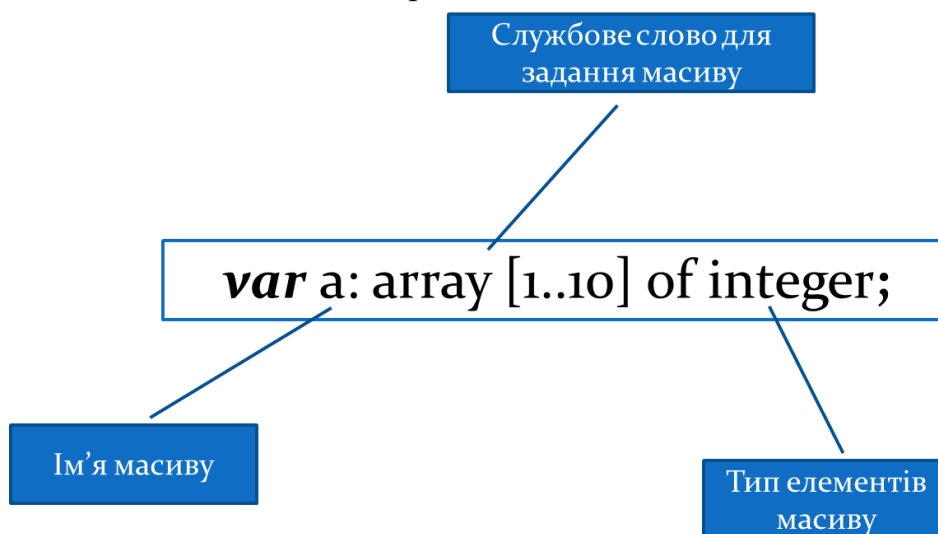 Службове слово для
задання масиву
var a: array [1..10] of integer;
Ім’я масиву
Тип елементів
масиву